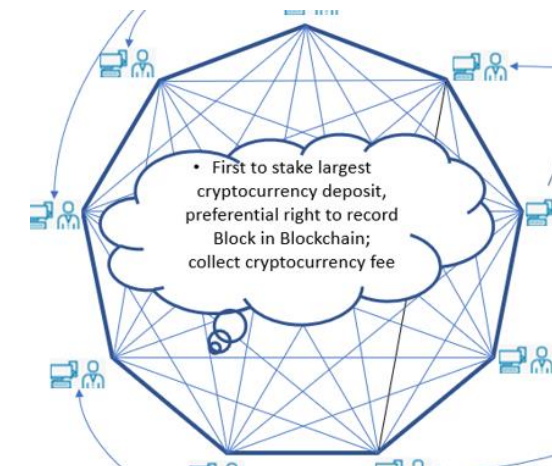 • First to stake largest
cryptocurrency deposit,
preferential right to record
Block in Blockchain;
collect cryptocurrency fee